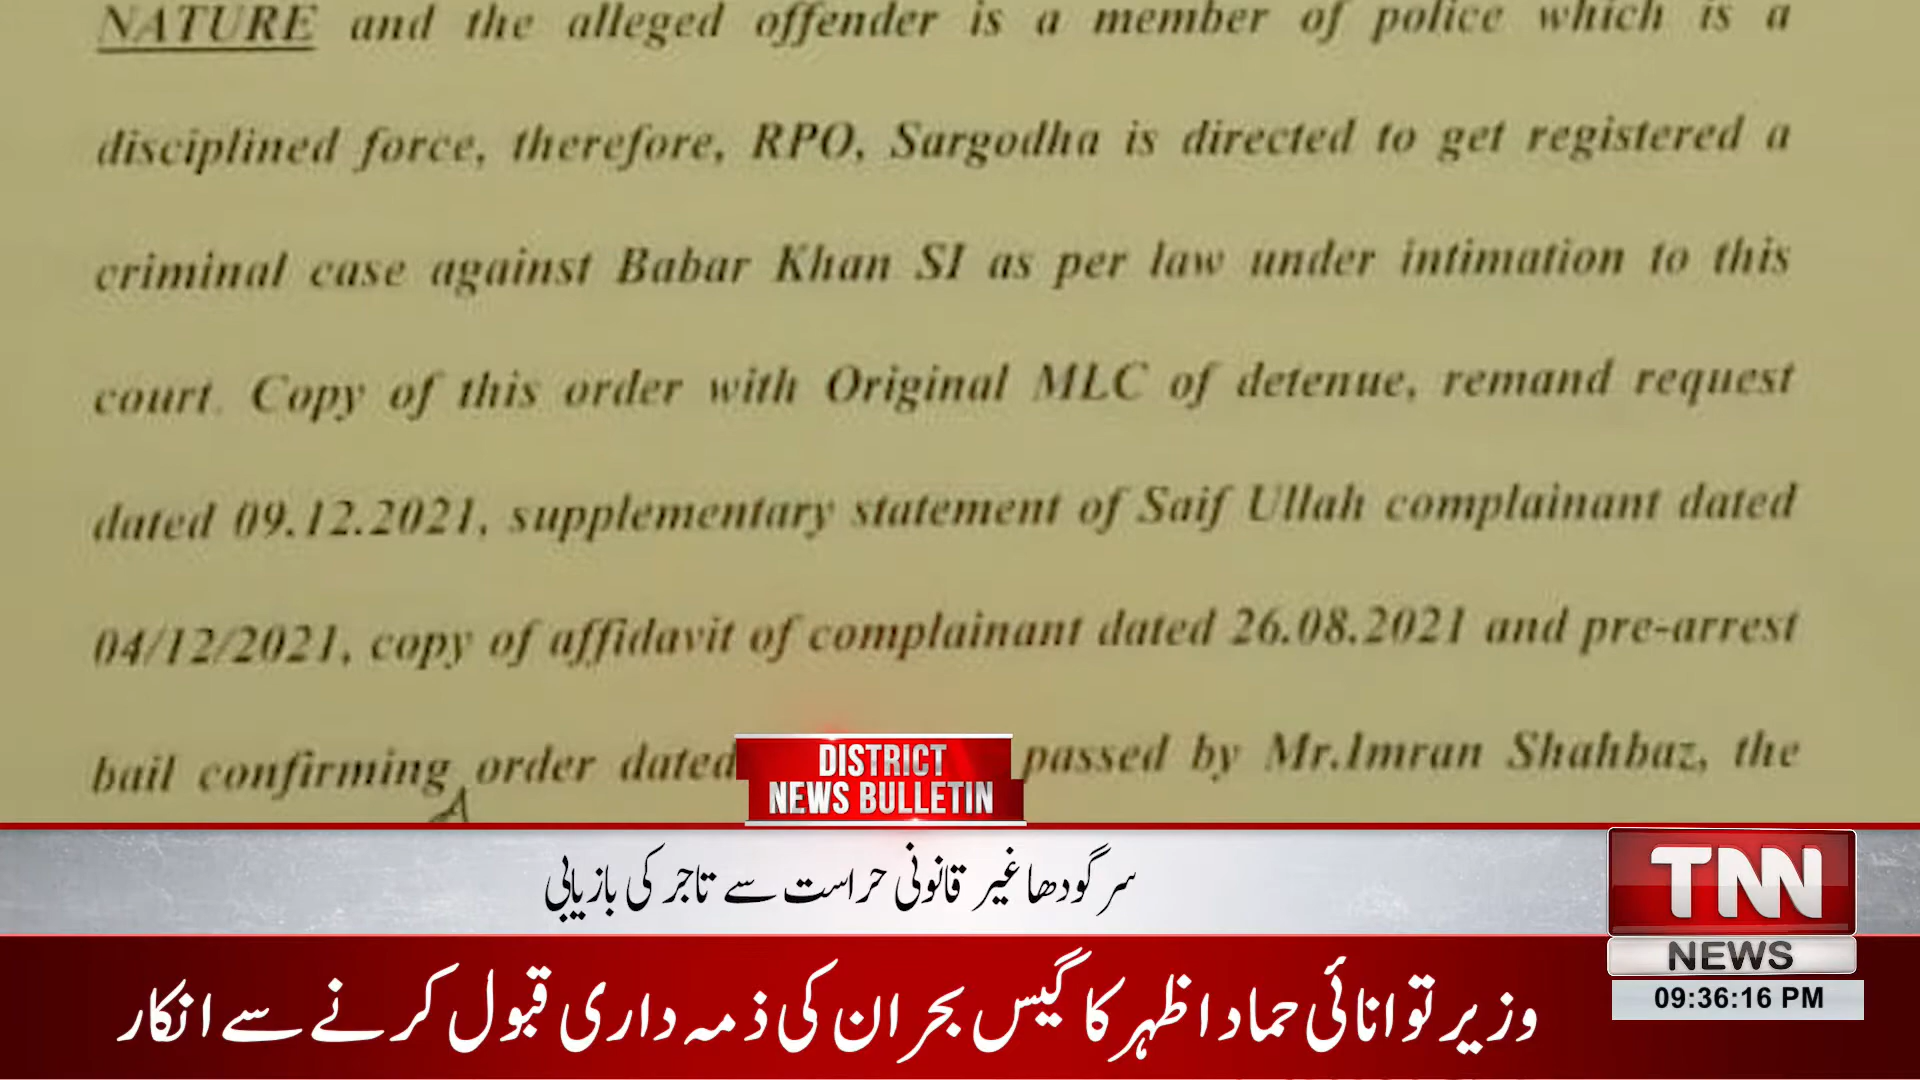 NATURE and the alleged offender is a member of police which is a
disciplined force, therefore, RPO, Sargodha is directed to get registered a
criminal case against Babar Khan SI as per law under intimation to this
court. Copy of this order with Original MLC of detenue, remand request
dated 09.12.2021, supplementary statement of Saif Ullah complainant dated
04/12/2021, copy of affidavit of complainant dated 26.08.2021 and pre-arrest
bail confirming order dated passed by Mr.Imran Shahbaz, the
DISTRICT
NEWS BULLETIN
سرگودھا غیر قانونی حراست سے تاجر کی بازیابی
TNN
NEWS
09:36:16 PM
وزیر توانائی حماد اظہر کا گیس بحران کی ذمہ داری قبول کرنے سے انکار